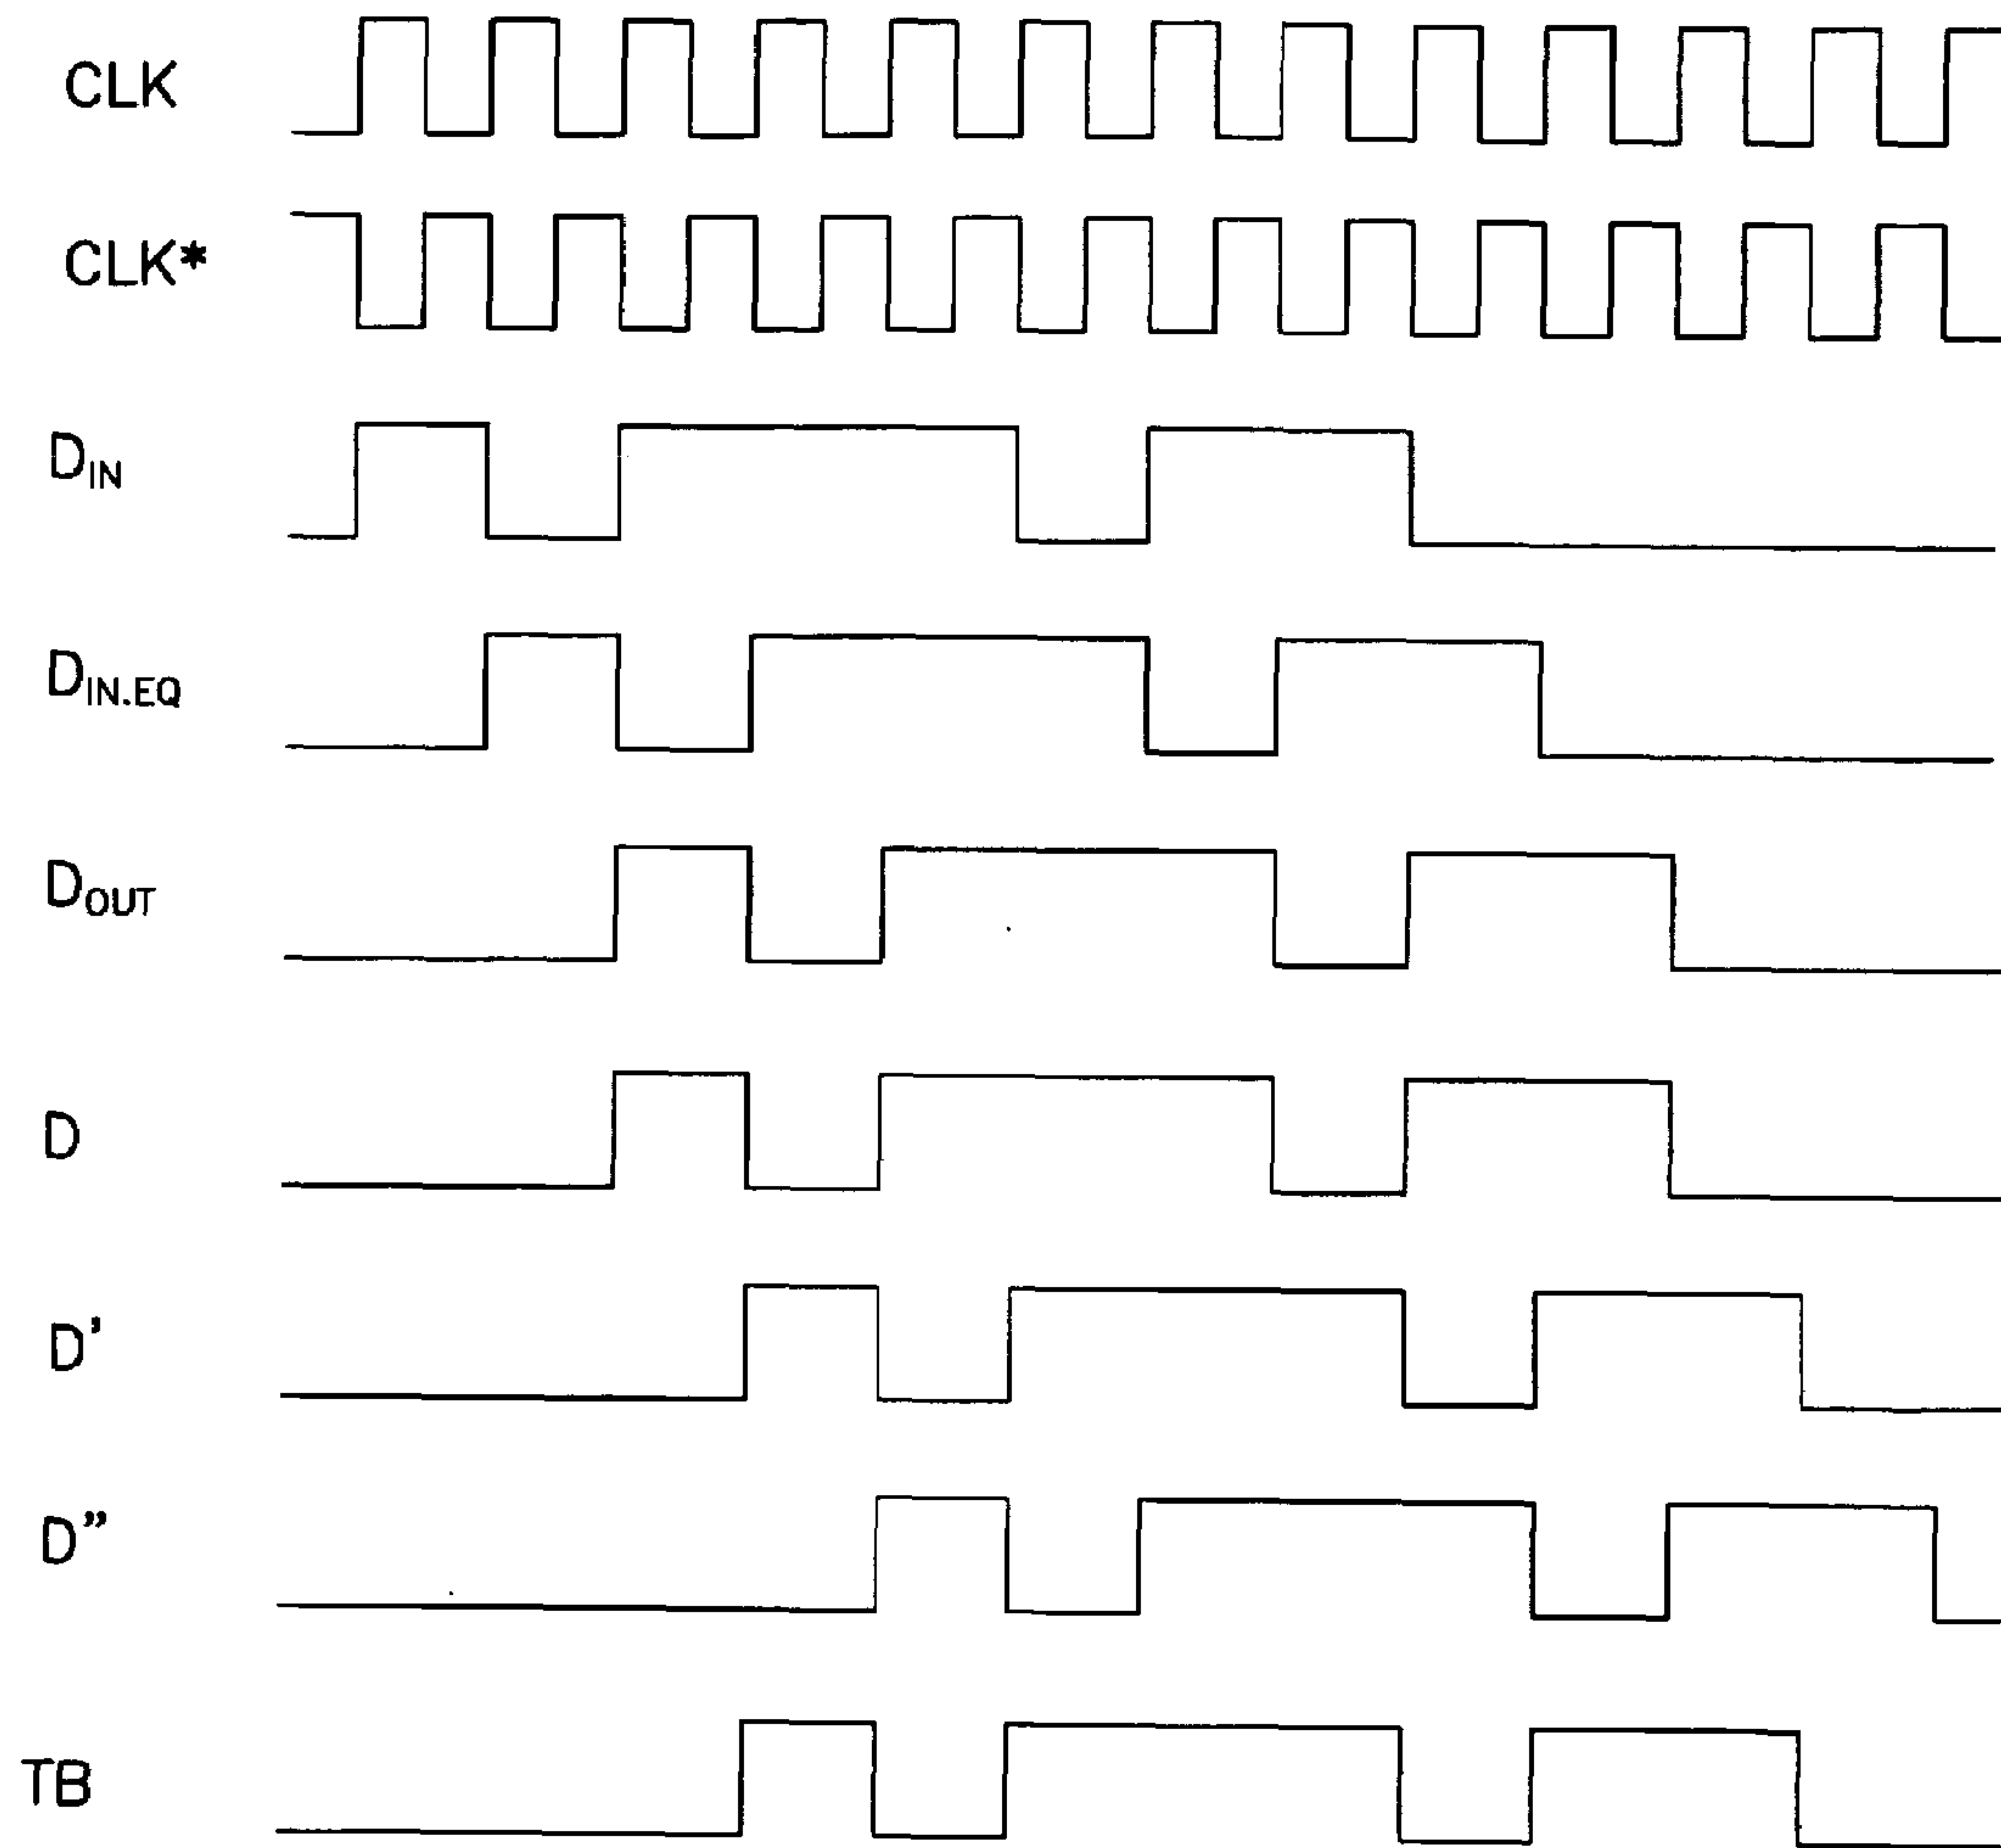 CLK
CLK*
DIN
DIN.EQ
DOUT
D
D'
D”
TB